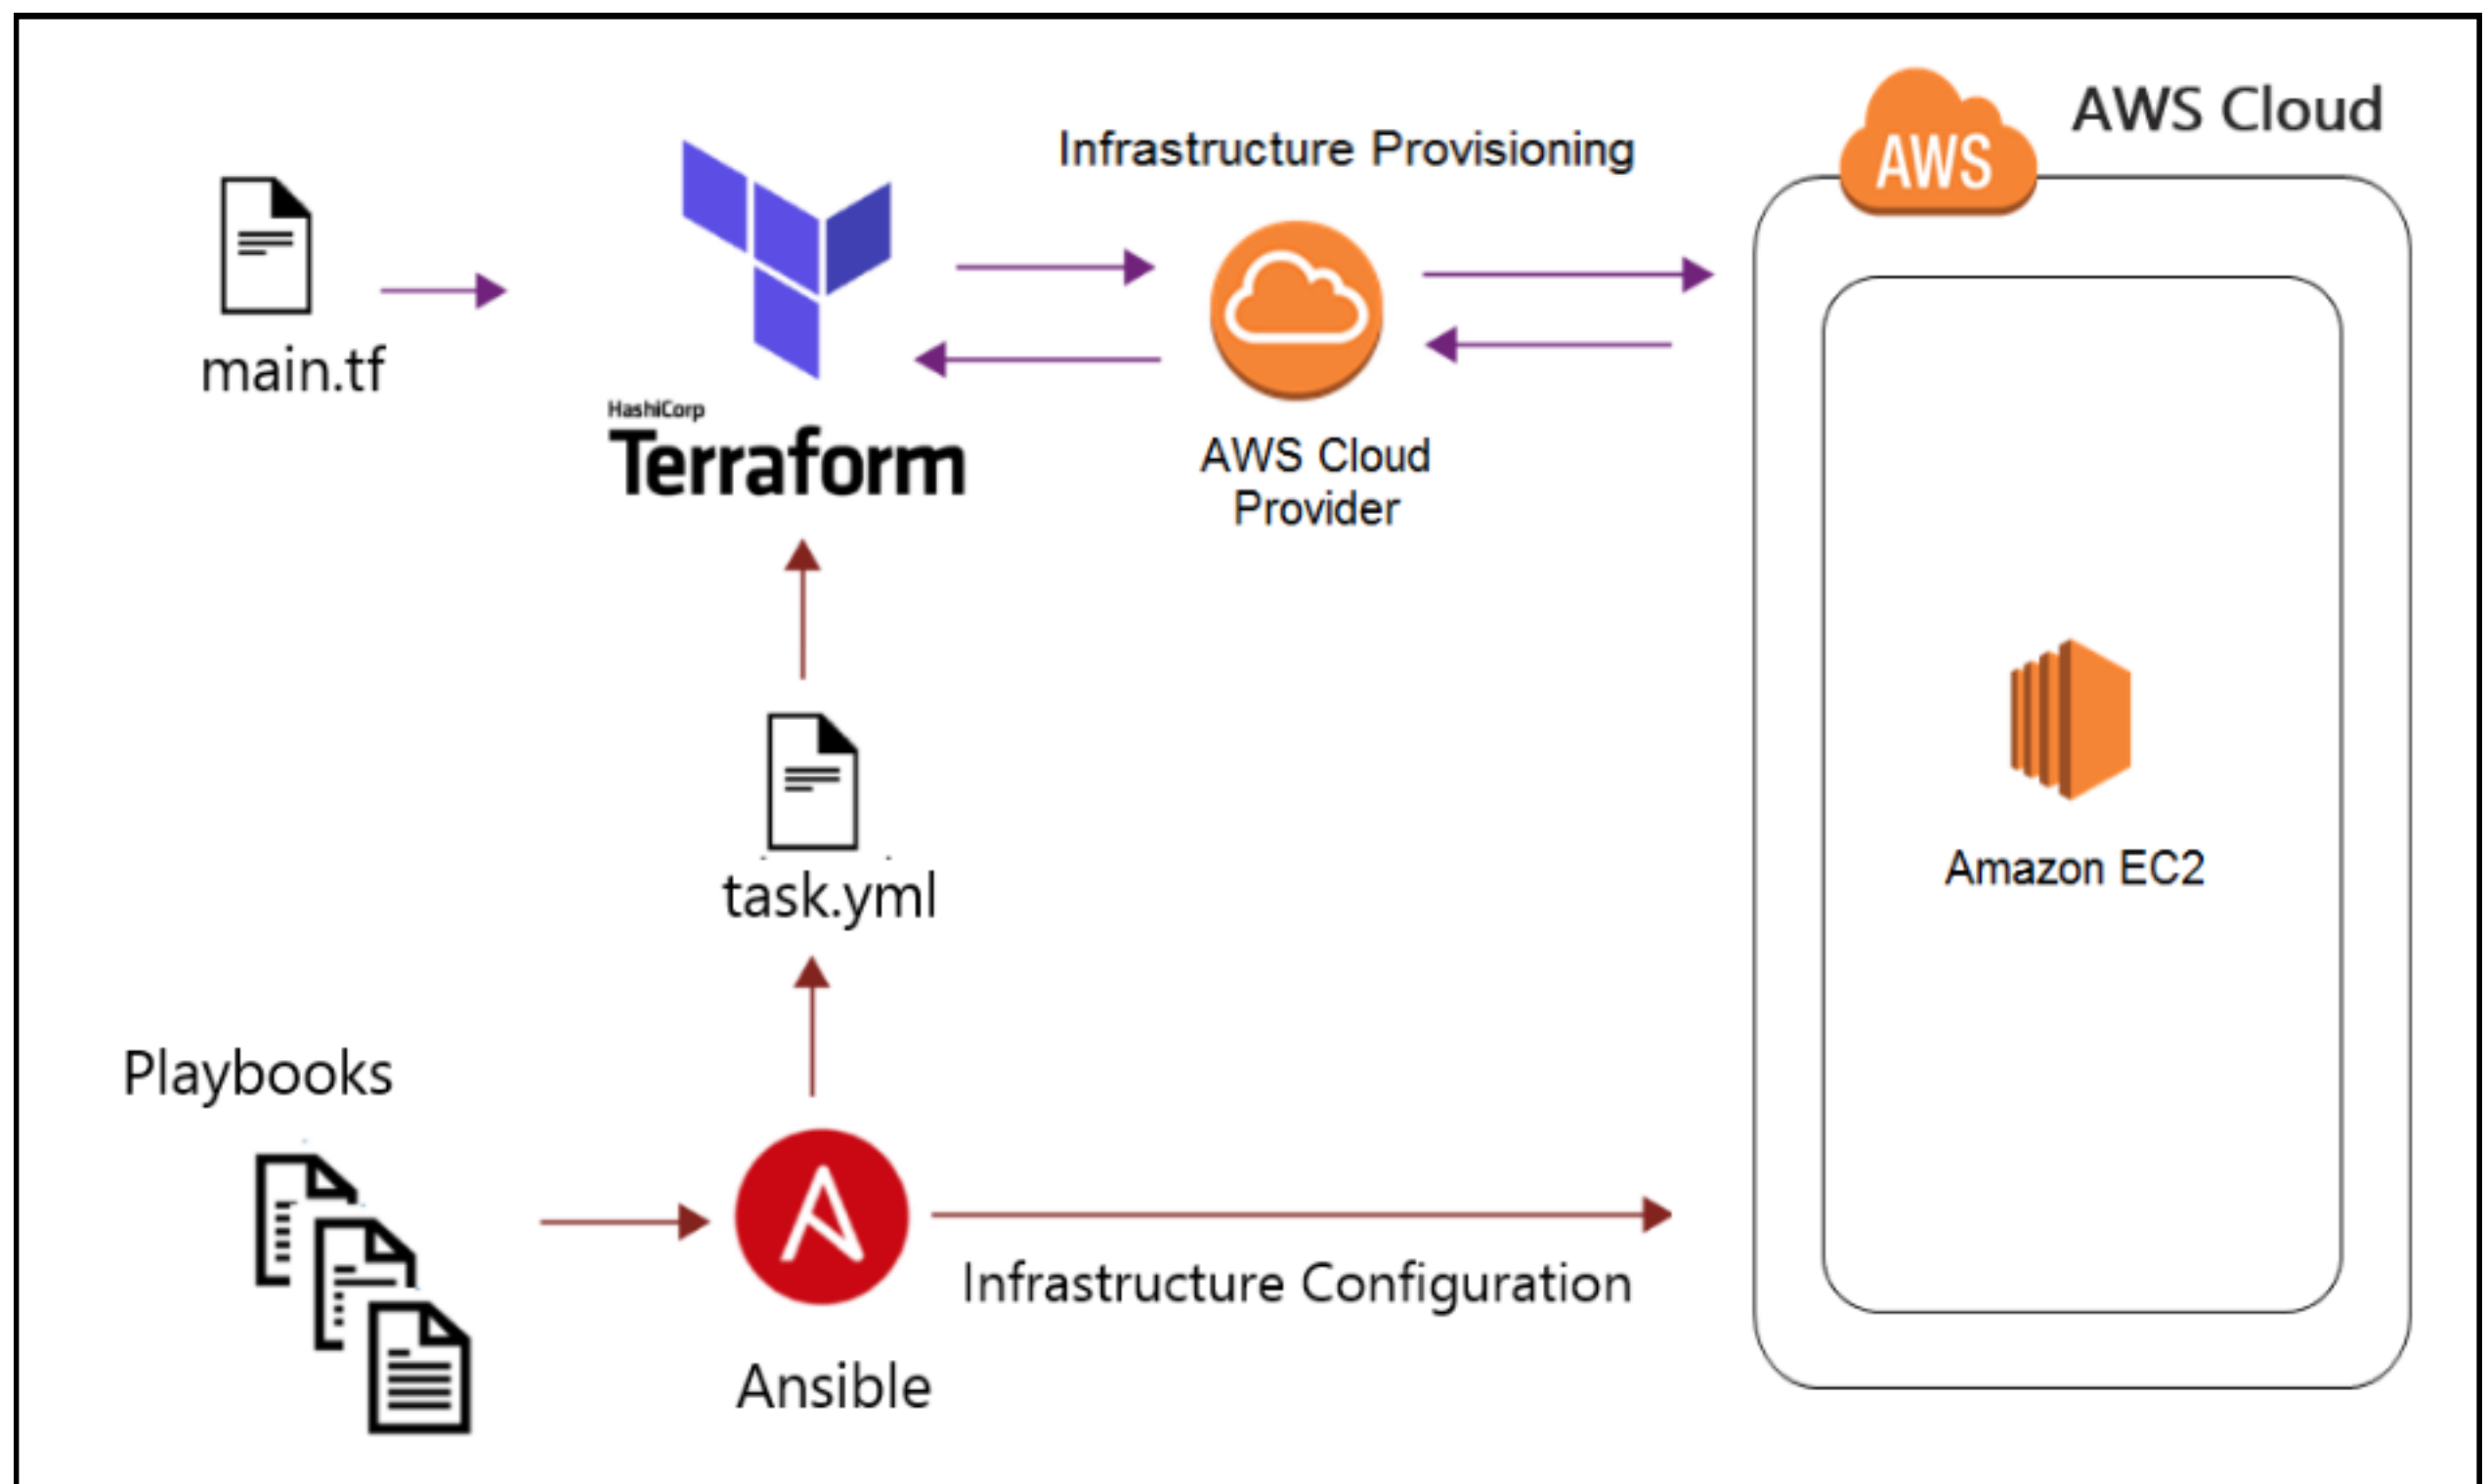 AWS Cloud
AWS
Infrastructure Provisioning
main.tf
HashiCorp
Terraform
AWS Cloud
Provider
task.yml
Amazon EC2
Playbooks
Infrastructure Configuration
Ansible